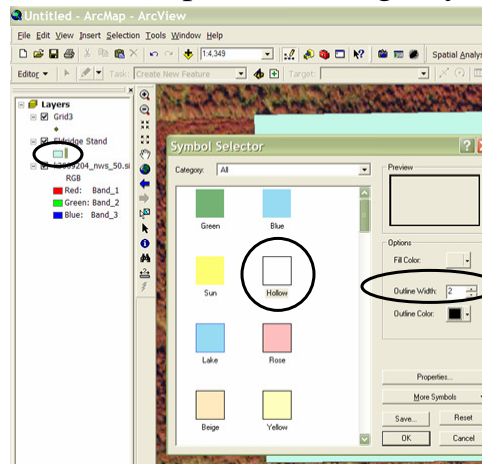 Untitled - ArcMap - ArcView
File Edit View Insert Selection Tools Window Help
1:4,349
Spatial Analys
Editor Task: Create New Feature Target:
Layers
Grid3
Eldridge Stand
RGB
Red: Band_1
Green: Band_2
Blue: Band_3
Symbol Selector
Category: All
Green
Blue
Sun
Hollow
Lake
Rose
Beige
Yellow
Preview
Options
Fill Color:
Outline Width: 2
Outline Color:
Properties...
More Symbols
Save... Reset
OK Cancel